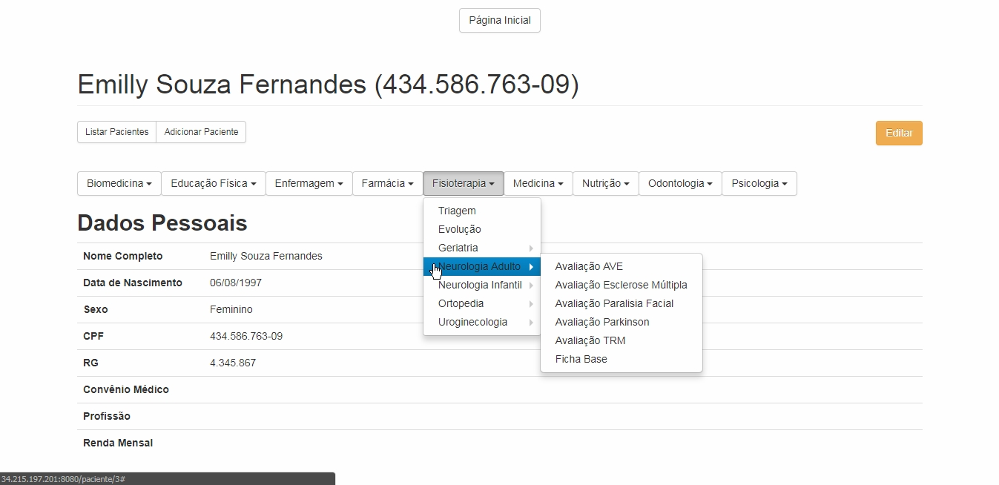 Página Inicial
Emilly Souza Fernandes (434.586.763-09)
Listar Pacientes Adicionar Paciente Editar
Biomedicina Educação Física Enfermagem Farmácia Fisioterapia Medicina Nutrição Odontologia Psicologia
Triagem
Evolução
Geriatria
Neurologia Adulto
Neurologia Infantil
Ortopedia
Uroginecologia
Avaliação AVE
Avaliação Esclerose Múltipla
Avaliação Paralisia Facial
Avaliação Parkinson
Avaliação TRM
Ficha Base
Dados Pessoais
Nome Completo Emilly Souza Fernandes
Data de Nascimento 06/08/1997
Sexo Feminino
CPF 434.586.763-09
RG 4.345.867
Convênio Médico
Profissão
Renda Mensal
34.215.197.201:8080/paciente/3#